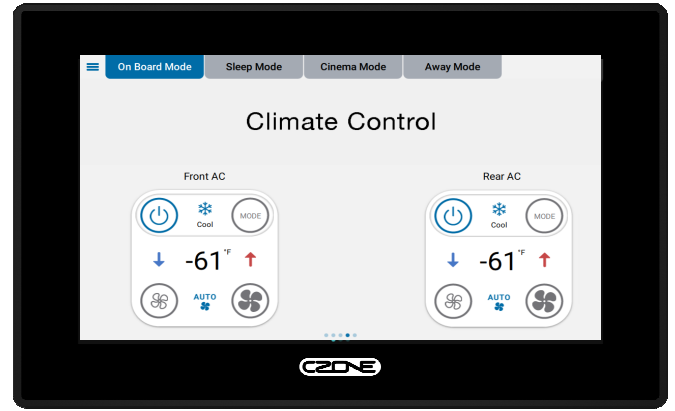 On Board Mode Sleep Mode Cinema Mode Away Mode
Climate Control
Front AC Rear AC
Cool MODE Cool MODE
-61°F -61°F
AUTO AUTO
CZONE